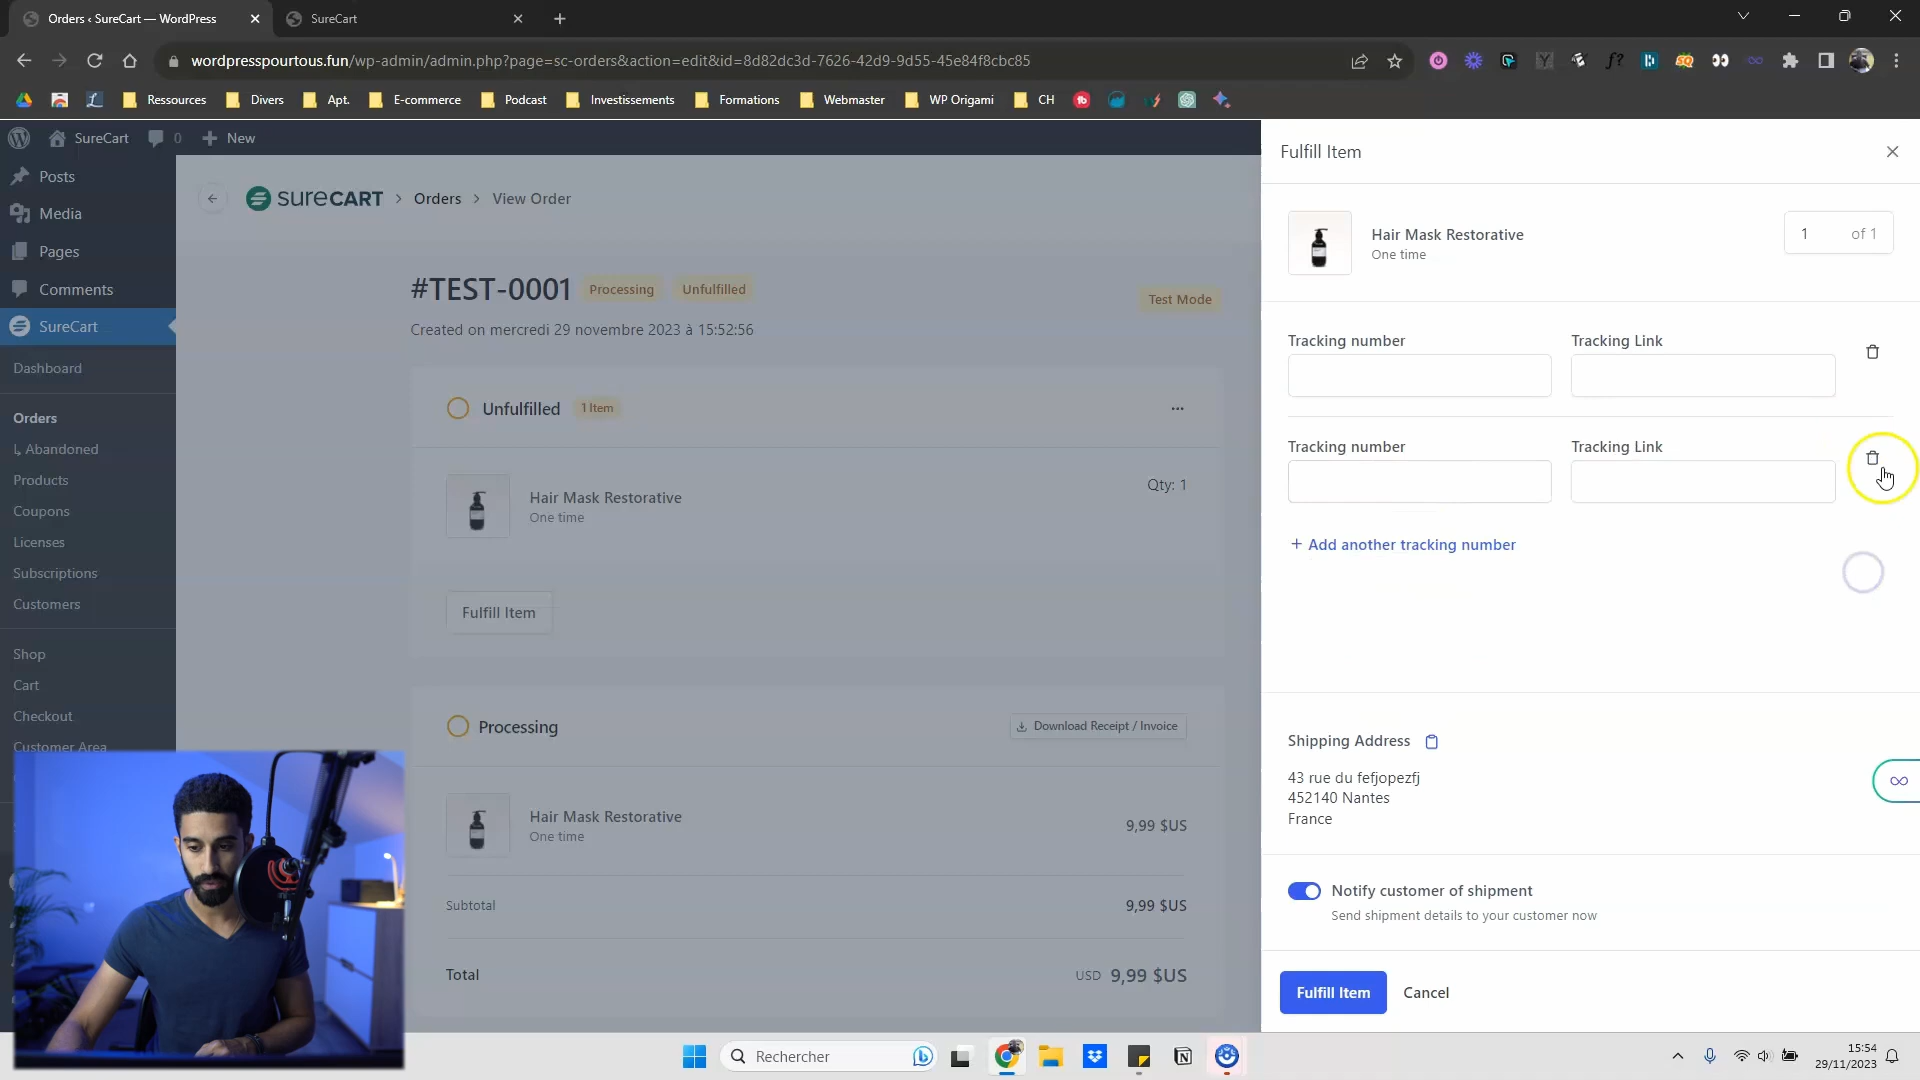 Orders ‹ SureCart — WordPress
SureCart
wordpresspourtous.fun/wp-admin/admin.php?page=sc-orders&action=edit&id=8d82dc3d-7626-42d9-9d55-45e84f8cbc85
Ressources
Divers
Apt.
E-commerce
Podcast
Investissements
Formations
Webmaster
WP Origami
CH
SureCart
0
New
Posts
Media
Pages
Comments
SureCart
Dashboard
Orders
↳ Abandoned
Products
Coupons
Licenses
Subscriptions
Customers
Shop
Cart
Checkout
Customer Area
SURECART
Orders
View Order
#TEST-0001
Processing
Unfulfilled
Test Mode
Created on mercredi 29 novembre 2023 à 15:52:56
Unfulfilled
1 Item
...
Hair Mask Restorative
One time
Qty: 1
Fulfill Item
Processing
Download Receipt / Invoice
Hair Mask Restorative
One time
9,99 $US
Subtotal
9,99 $US
Total
USD 9,99 $US
Fulfill Item
Hair Mask Restorative
One time
1 of 1
Tracking number
Tracking Link
Tracking number
Tracking Link
+ Add another tracking number
Shipping Address
43 rue du fefjopezfj
452140 Nantes
France
Notify customer of shipment
Send shipment details to your customer now
Fulfill Item
Cancel
Rechercher
15:54
29/11/2023